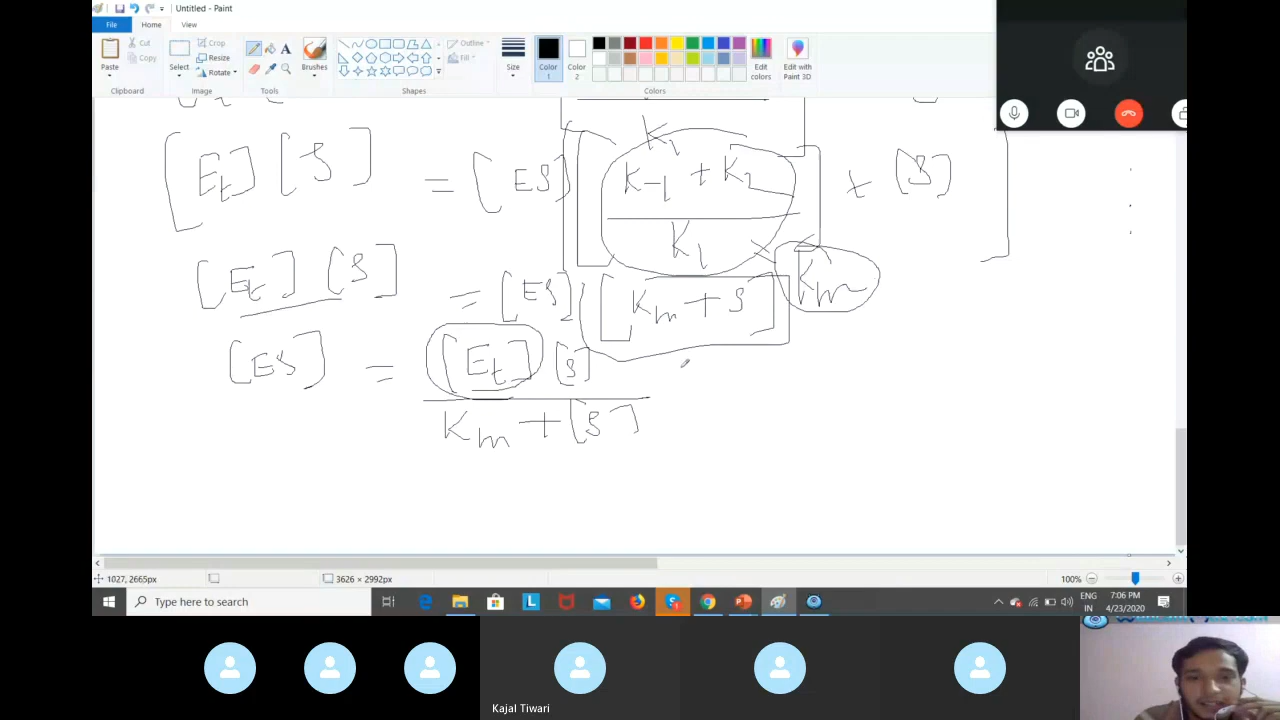 Untitled - Paint
File Home View
Paste Cut Copy Clipboard
Select Crop Resize Rotate Image
Tools
Brushes
Outline Fill Shapes
Size
Color 1 Color 2 Edit colors Colors
Edit with Paint 3D
K1
[Et] [S] = [ES] [K-1 + K2 / K1] + [S]
Km
[Et] [S] = [ES] [Km + S]
[ES] = [Et] [S]
Km + [S]
1027, 2665px 3626 × 2992px 100%
Type here to search
ENG IN 7:06 PM 4/23/2020
Kajal Tiwari